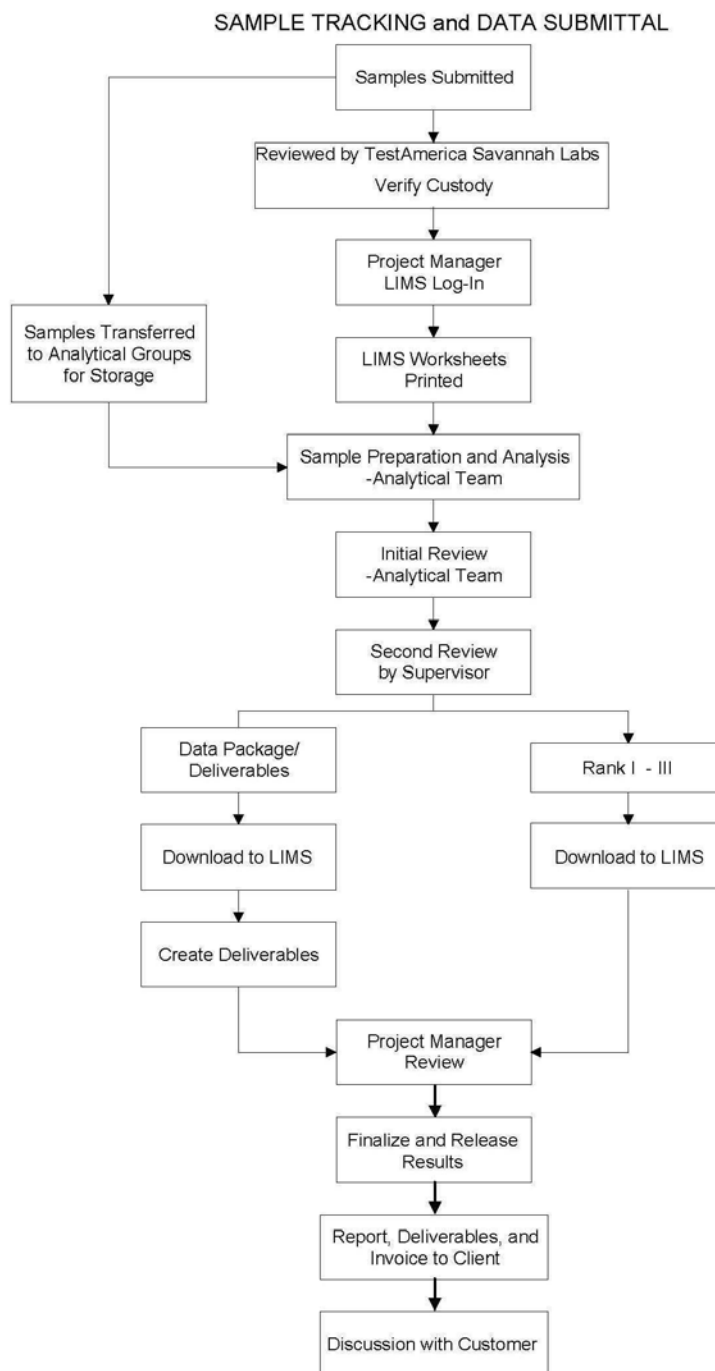 SAMPLE TRACKING and DATA SUBMITTAL
Samples Submitted
Reviewed by TestAmerica Savannah Labs
Verify Custody
Project Manager
LIMS Log-In
Samples Transferred
to Analytical Groups
for Storage
LIMS Worksheets
Printed
Sample Preparation and Analysis
-Analytical Team
Initial Review
-Analytical Team
Second Review
by Supervisor
Data Package/
Deliverables
Rank I - III
Download to LIMS
Download to LIMS
Create Deliverables
Project Manager
Review
Finalize and Release
Results
Report, Deliverables, and
Invoice to Client
Discussion with Customer